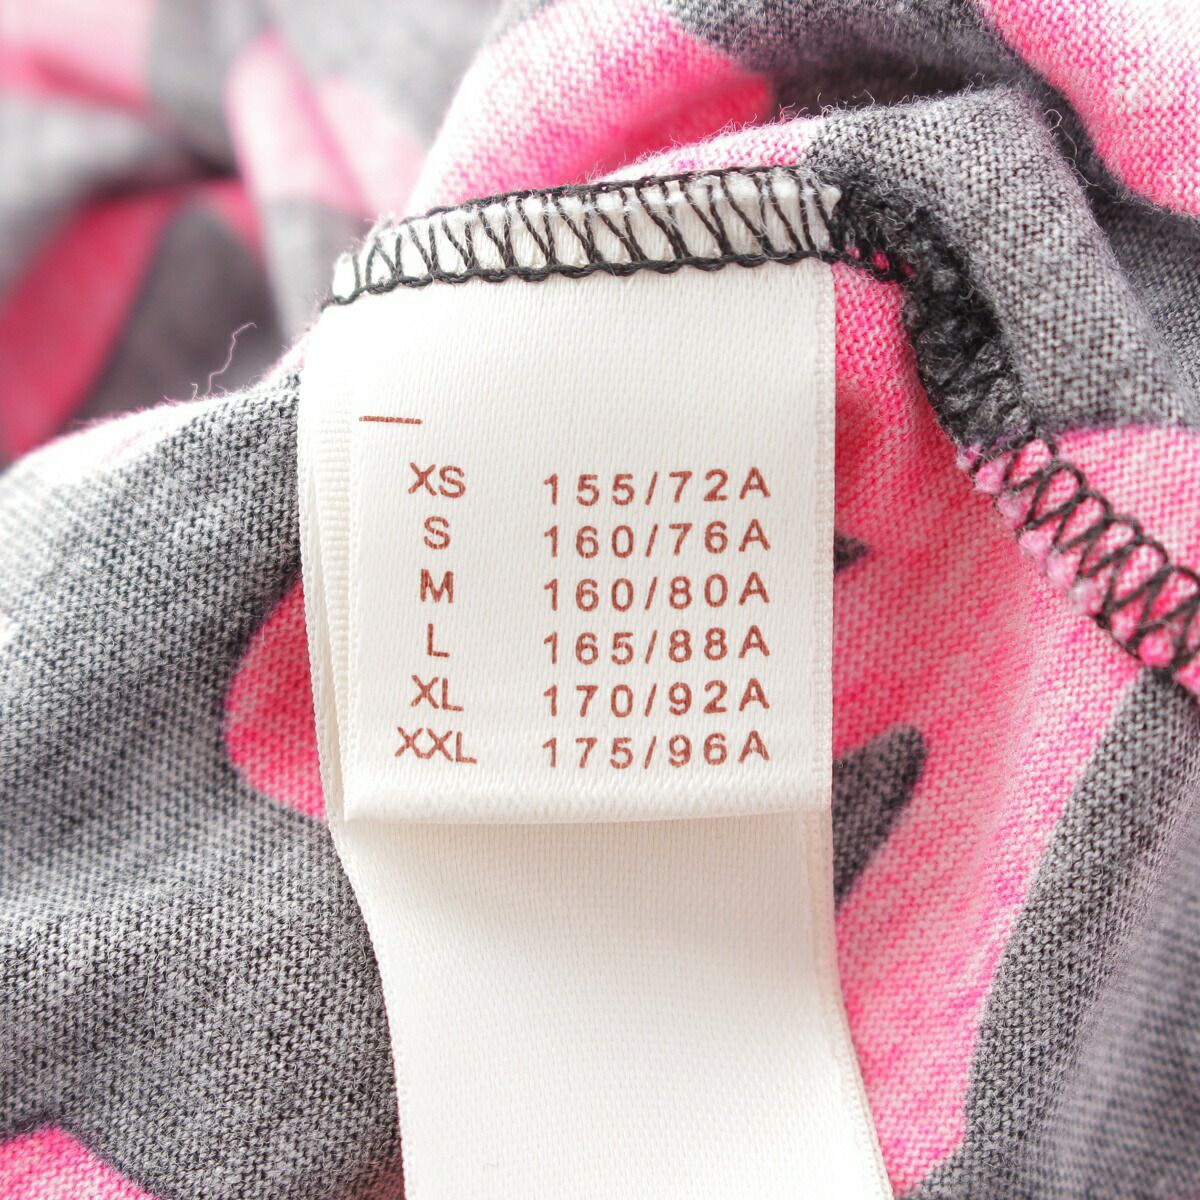 XS 155/72A
S 160/76A
M 160/80A
L 165/88A
XL 170/92A
XXL 175/96A